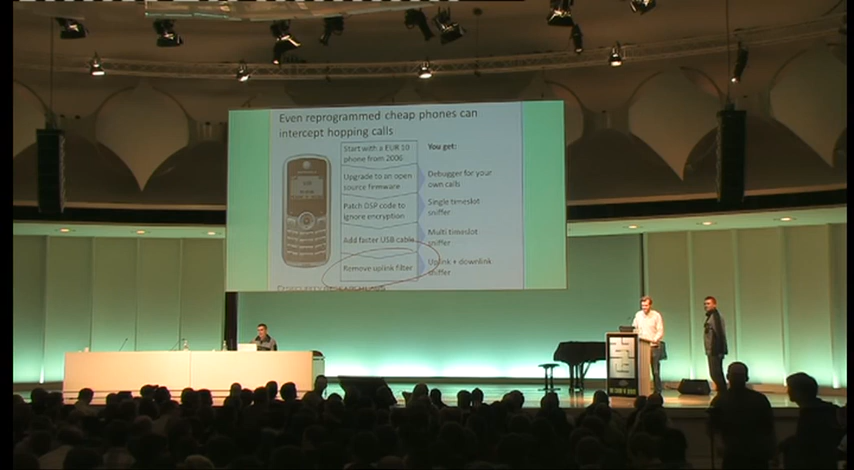 Even reprogrammed cheap phones can
intercept hopping calls
Start with a EUR 10
phone from 2006
You get:
Upgrade to an open
source firmware
Debugger for your
own calls
Patch DSP code to
ignore encryption
Single timeslot
sniffer
Add faster USB cable
Multi timeslot
sniffer
Remove uplink filter
Uplink + downlink
sniffer